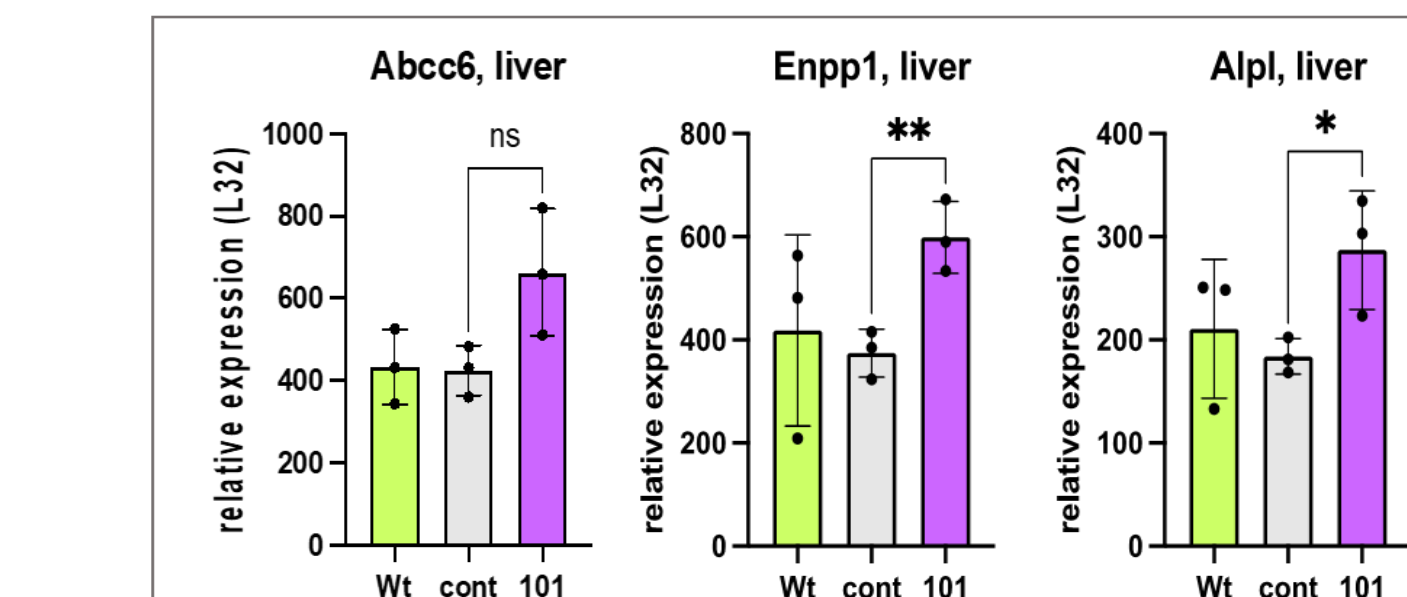 Abcc6, liver
relative expression (L32)
1000
800
600
400
200
0
ns
Wt cont 101
Enpp1, liver
relative expression (L32)
800
600
400
200
0
**
Wt cont 101
Alpl, liver
relative expression (L32)
400
300
200
100
0
*
Wt cont 101